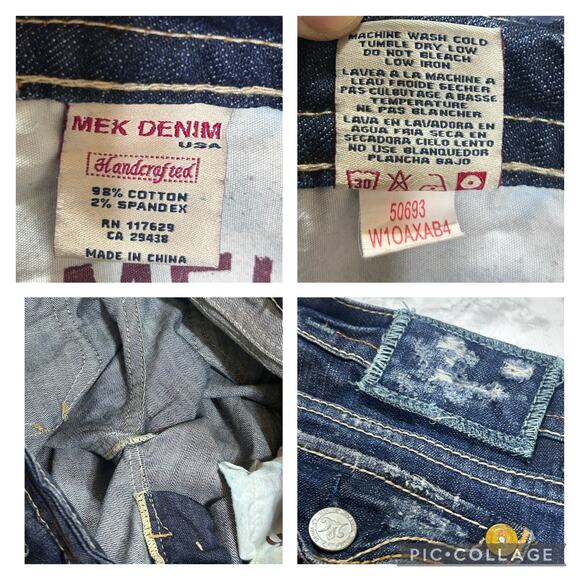 MEK DENIM
USA
Handcrafted
98% COTTON
2% SPANDEX
RN 117629
CA 29438
MADE IN CHINA
MACHINE WASH COLD
TUMBLE DRY LOW
DO NOT BLEACH
LOW IRON
LAVEA A LA MACHINE A
LEAU FROIDE SECHER
PAS CULBUTAGE A BASSE
TEMPERATURE
NE PAS BLANCHER
LAVA EN LAVADORA EN
AGUA FRIA SECA EN
SECADORA CIELO LENTO
NO USE BLANQUEDOR
PLANCHA BAJO
30
50693
W10AXAB4
PIC•COLLAGE